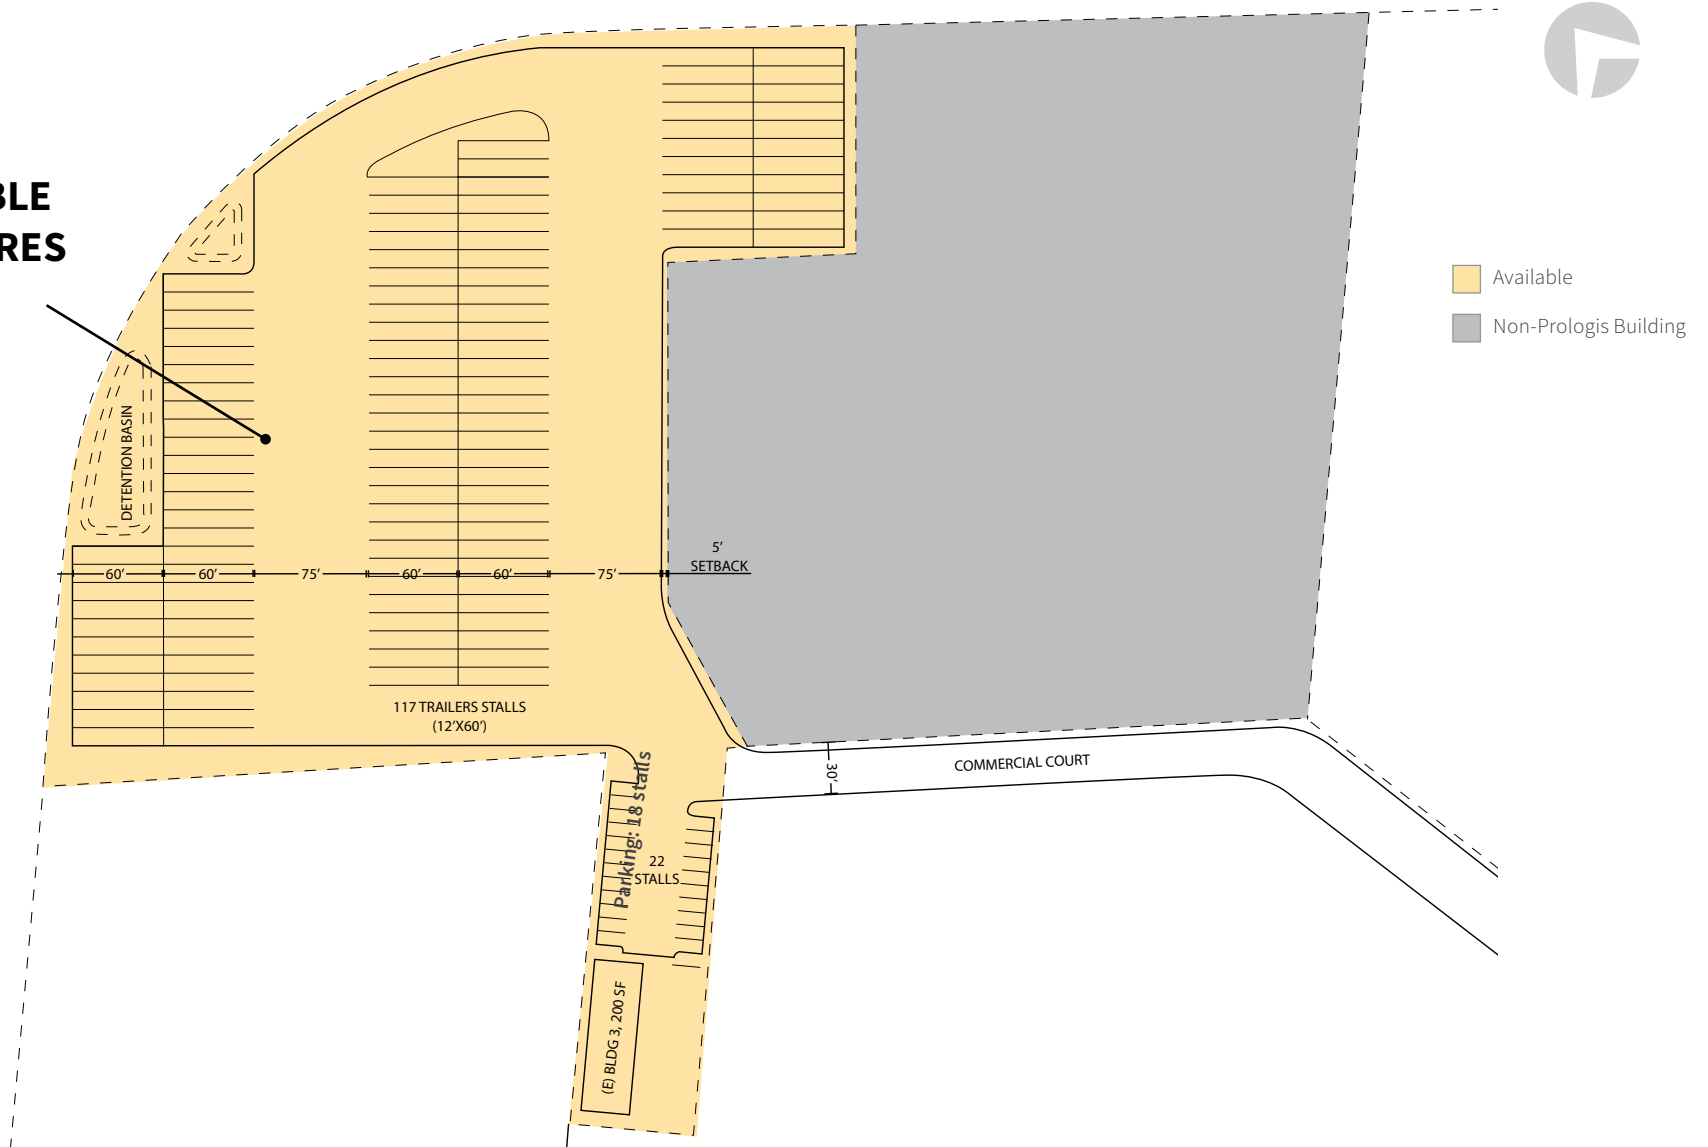 BLE
RES
Available
Non-Prologis Building
DETENTION BASIN
60’
60’
75’
60’
60’
75’
5’
SETBACK
117 TRAILERS STALLS
(12’X60’)
Parking: 18 stalls
22
STALLS
30’
COMMERCIAL COURT
(E) BLDG 3, 200 SF